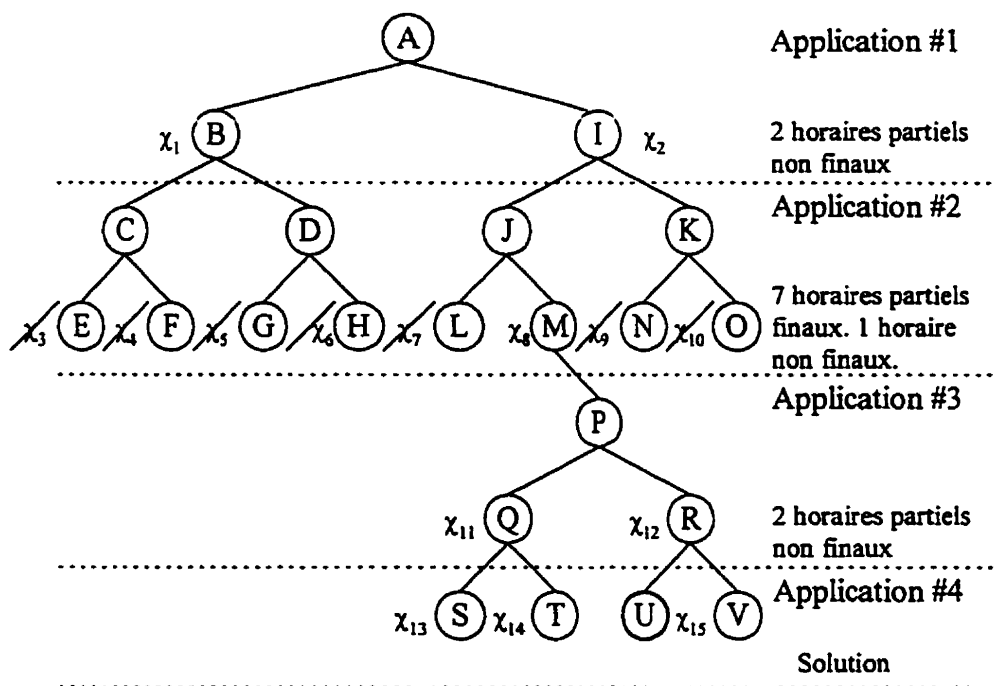 A
Application #1
χ1 B I χ2
2 horaires partiels
non finaux
Application #2
C D J K
7 horaires partiels
finaux. 1 horaire
non finaux.
χ3 E χ4 F χ5 G χ6 H χ7 L χ8 M χ9 N χ10 O
Application #3
P
χ11 Q χ12 R
2 horaires partiels
non finaux
Application #4
χ13 S χ14 T U χ15 V
Solution